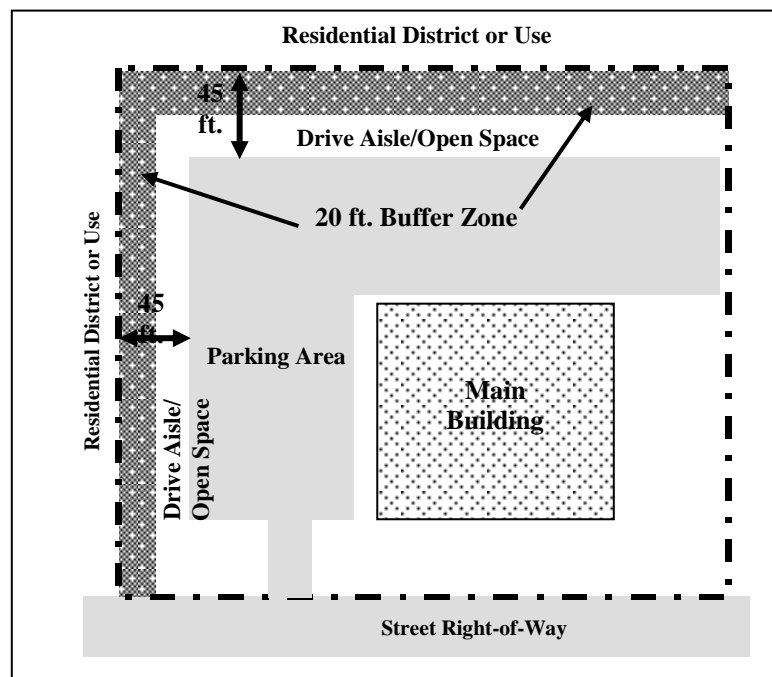 Residential District or Use
45
ft.
Drive Aisle/Open Space
20 ft. Buffer Zone
Residential District or Use
45
ft.
Parking Area
Main
Building
Drive Aisle/
Open Space
Street Right-of-Way